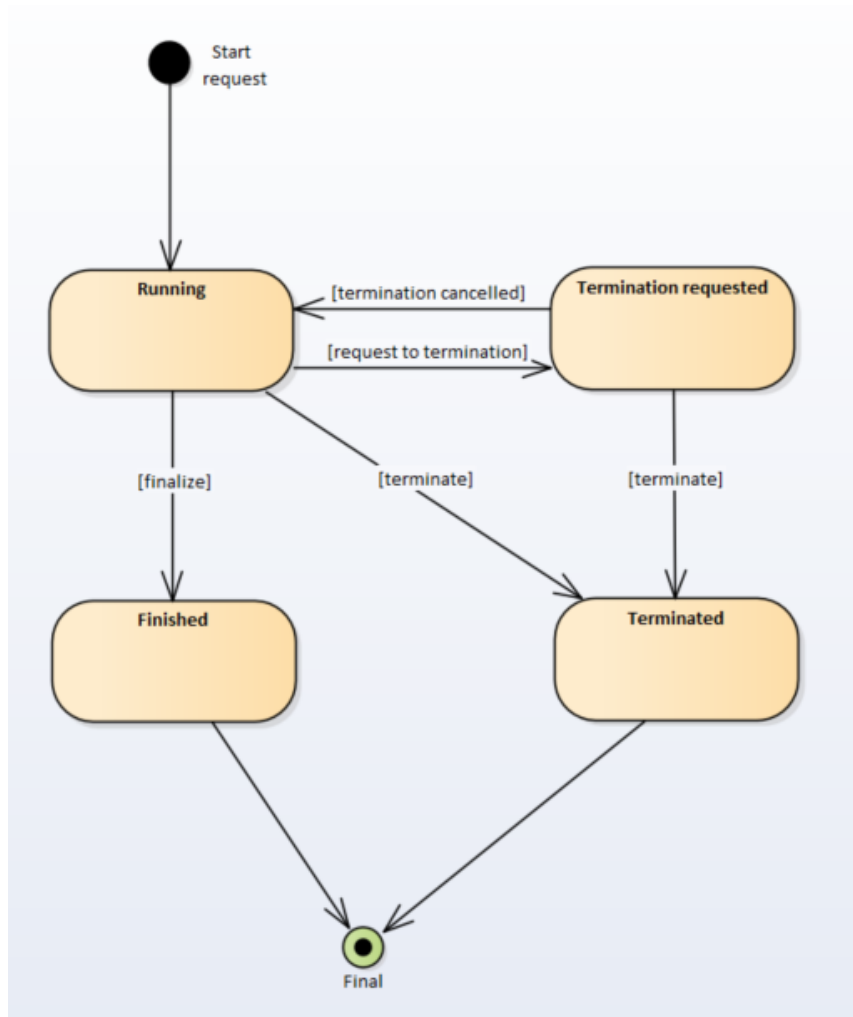 Start
request
Running
Termination requested
[termination cancelled]
[request to termination]
[finalize]
[terminate]
[terminate]
Finished
Terminated
Final